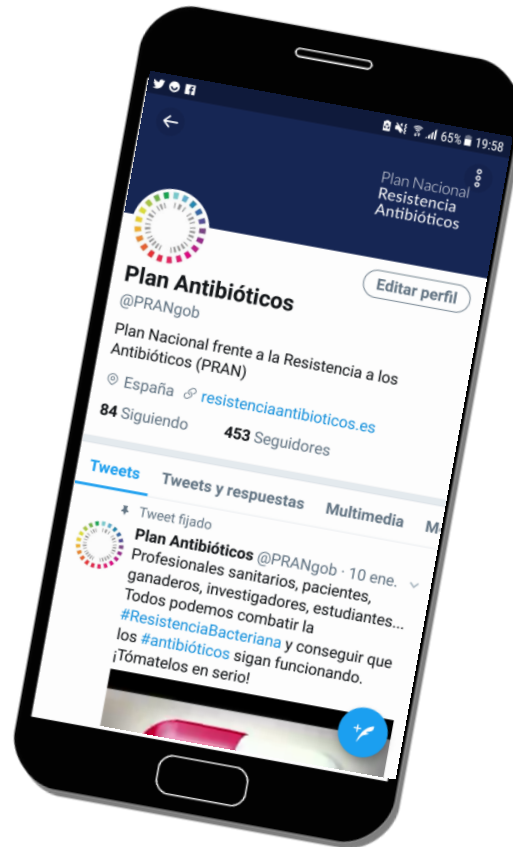 65% 19:58
Plan Nacional
Resistencia
Antibióticos
Plan Antibióticos
Editar perfil
@PRANgob
Plan Nacional frente a la Resistencia a los
Antibióticos (PRAN)
España resistenciaantibioticos.es
84 Siguiendo 453 Seguidores
Tweets Tweets y respuestas Multimedia M
Tweet fijado
Plan Antibióticos @PRANgob · 10 ene.
Profesionales sanitarios, pacientes,
ganaderos, investigadores, estudiantes...
Todos podemos combatir la
#ResistenciaBacteriana y conseguir que
los #antibióticos sigan funcionando.
¡Tómatelos en serio!